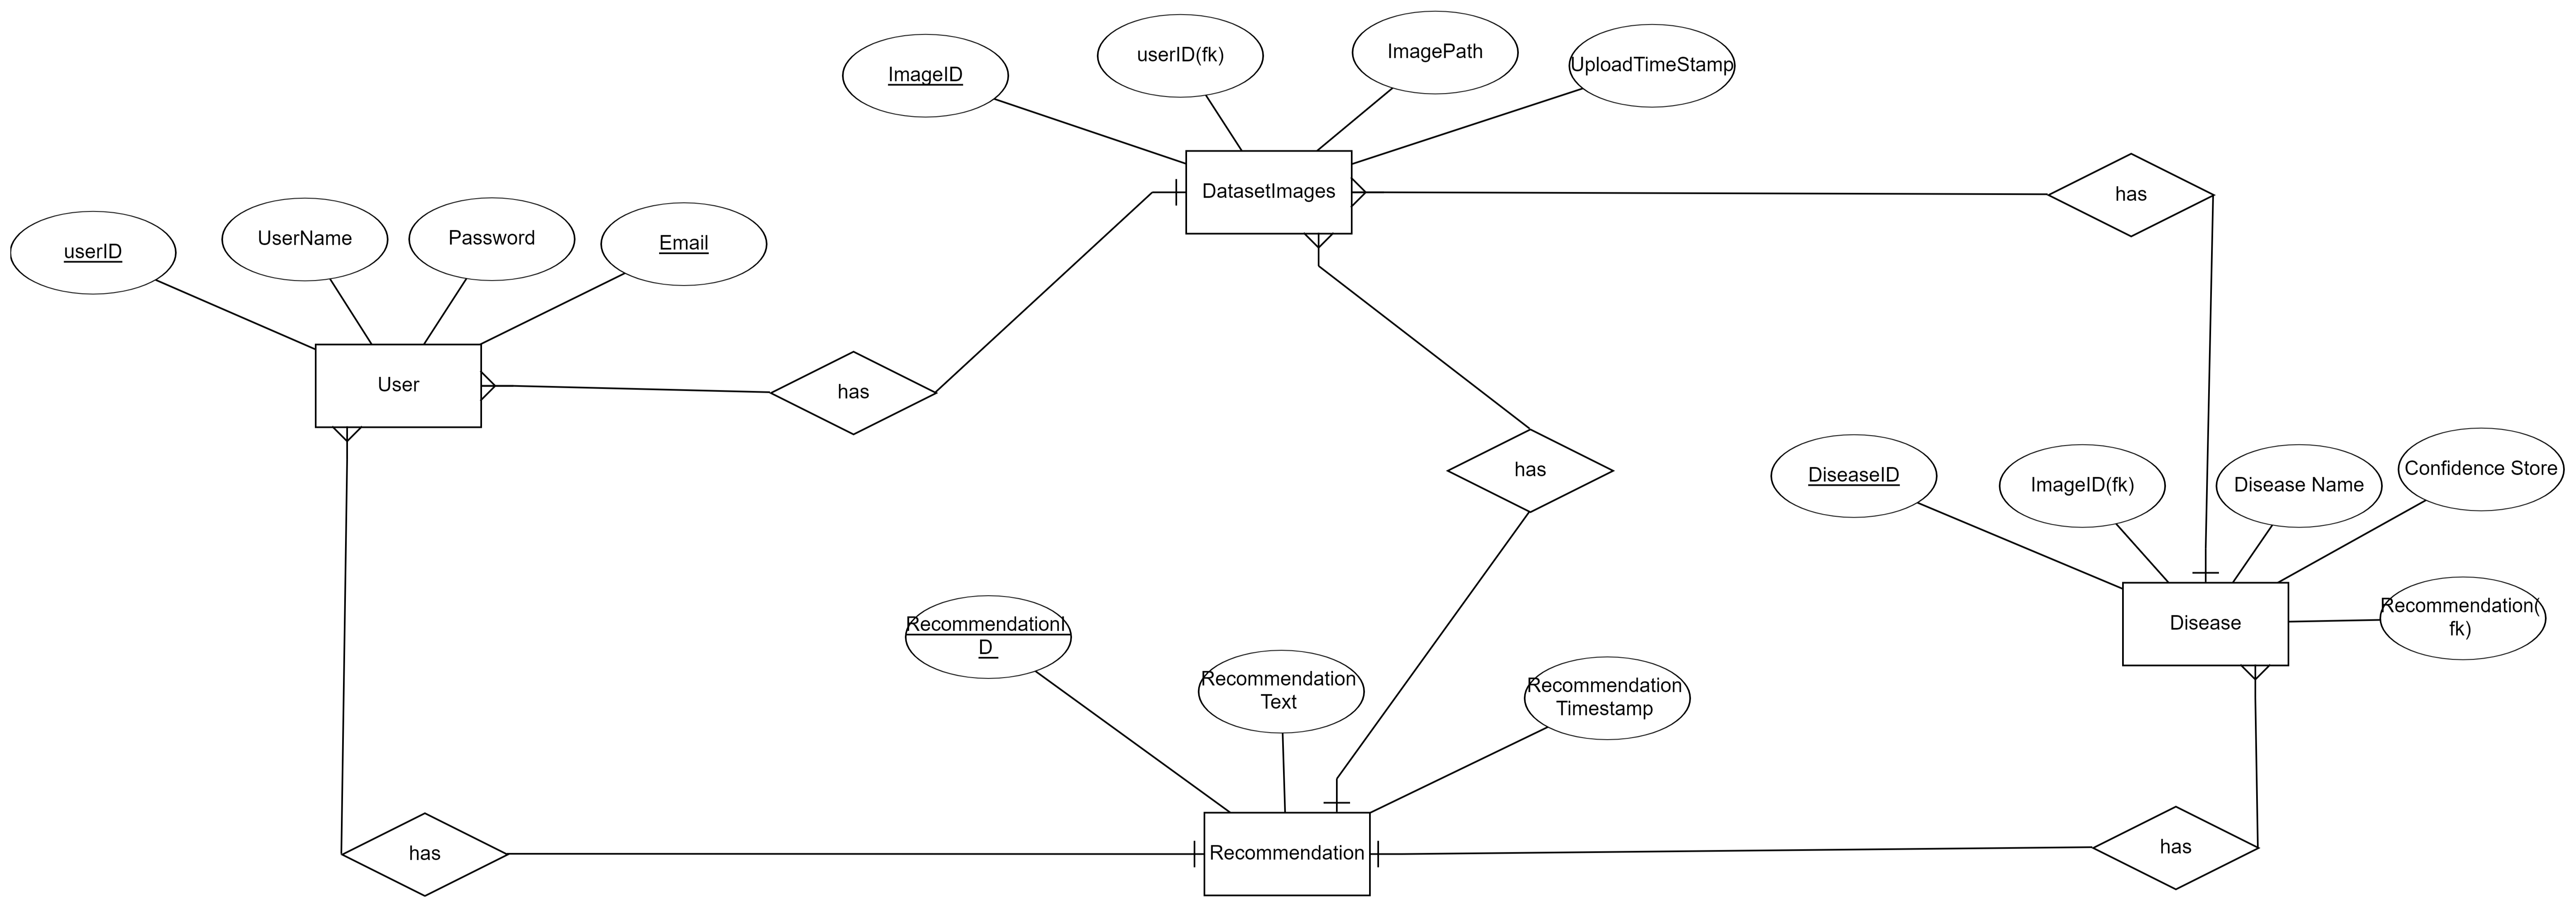 ImageID
userID(fk)
ImagePath
UploadTimeStamp
DatasetImages
has
userID
UserName
Password
Email
User
has
has
DiseaseID
ImageID(fk)
Disease Name
Confidence Store
Recommendation(
fk)
Disease
RecommendationI
D
Recommendation
Text
Recommendation
Timestamp
has
Recommendation
has